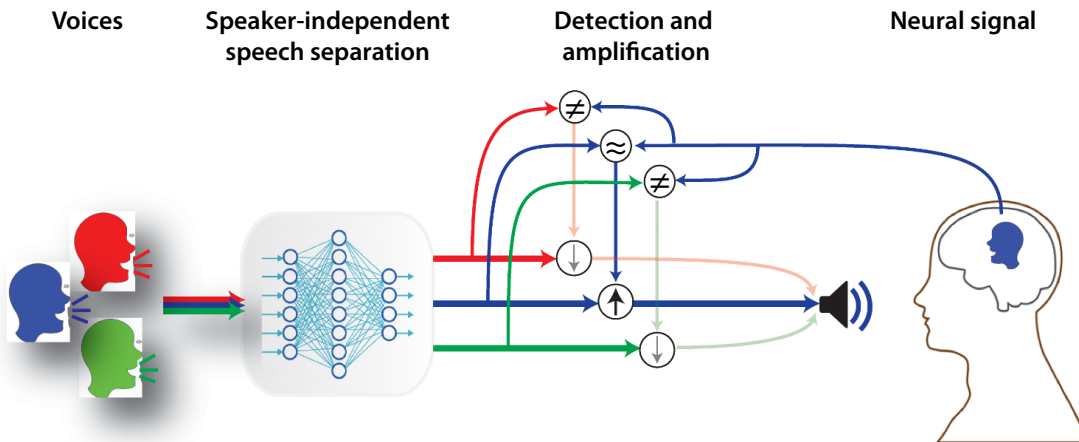 Voices
Speaker-independent
speech separation
Detection and
amplification
Neural signal
≠
≈
≠
↓
↑
↓